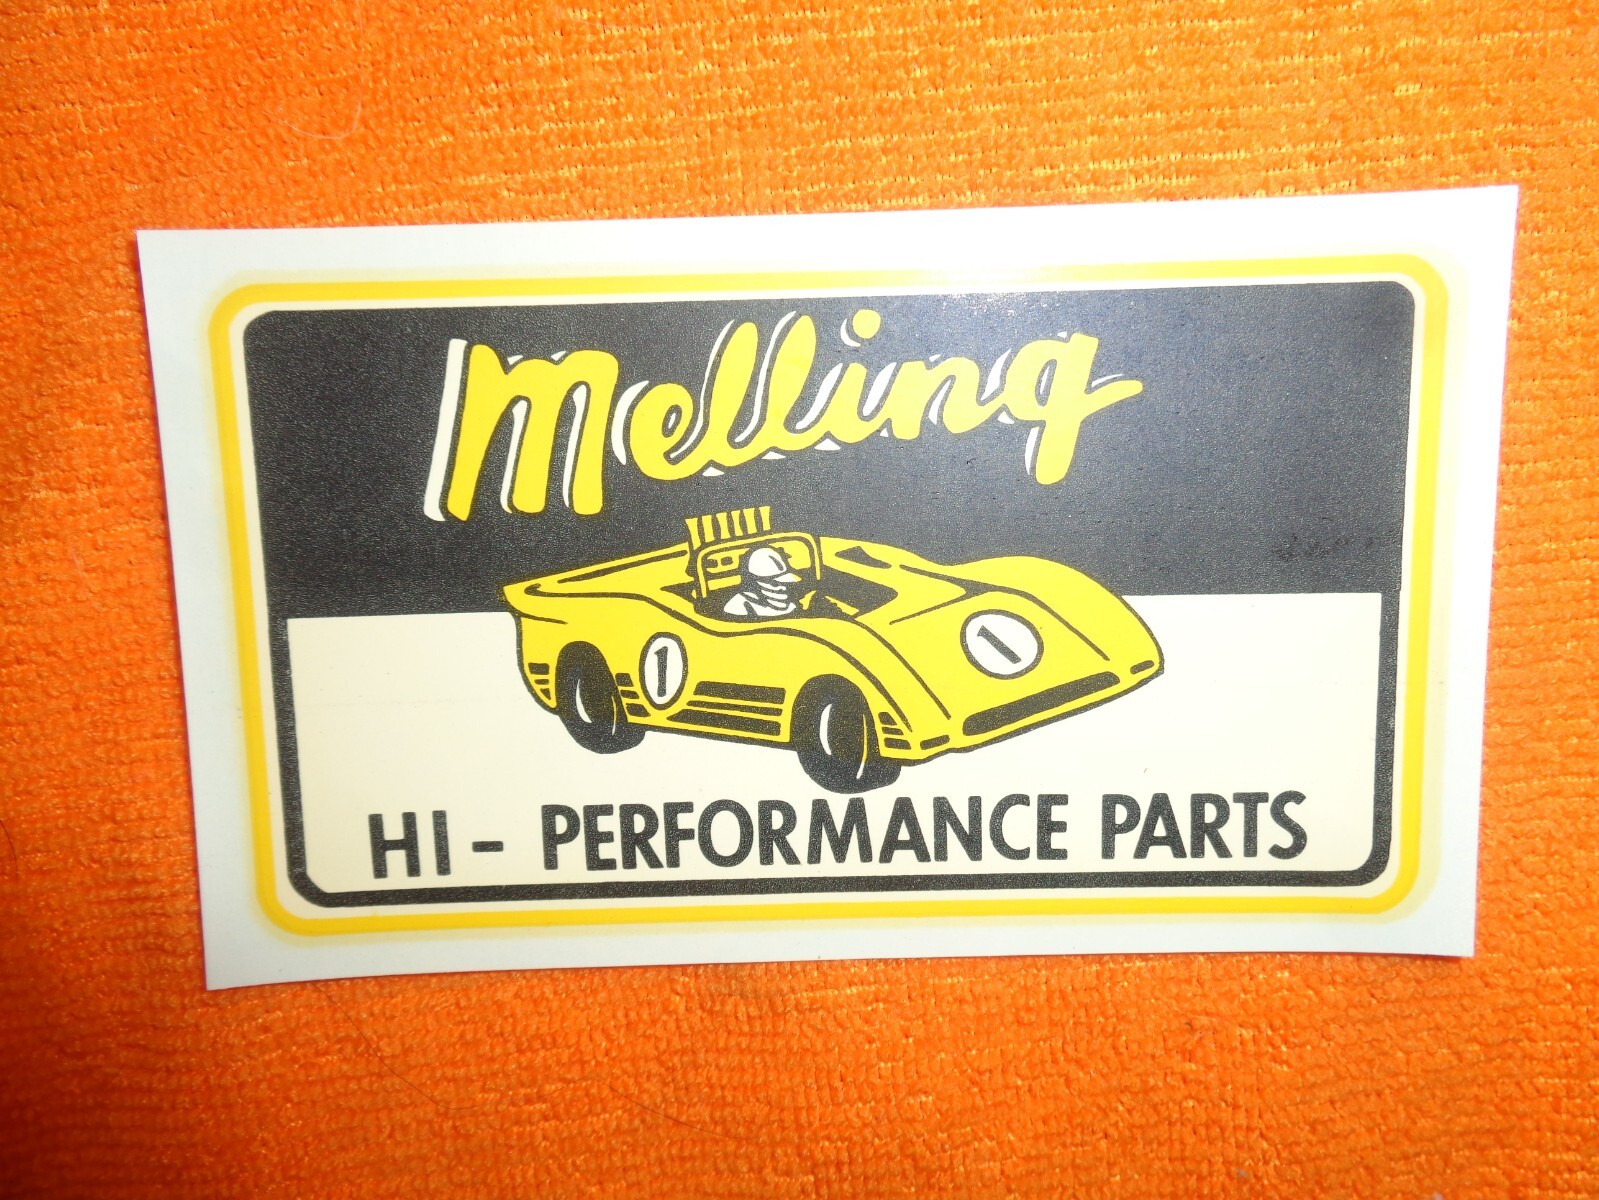 Melling
1
1
HI - PERFORMANCE PARTS